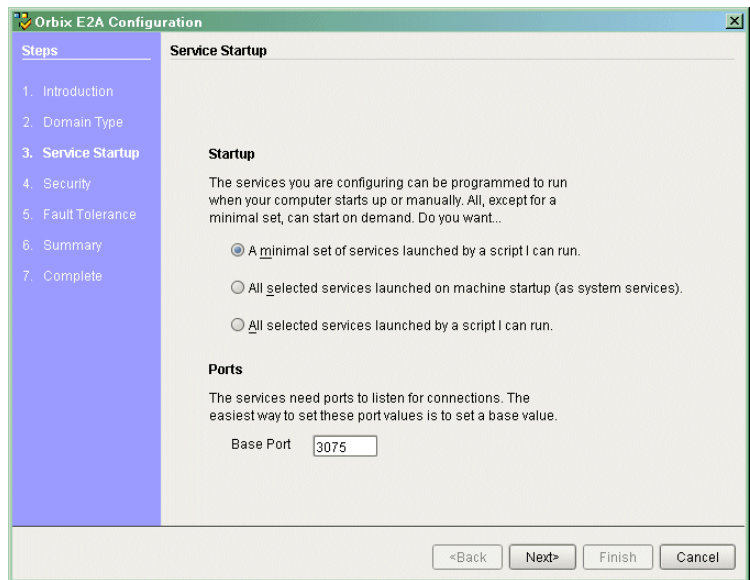 Orbix E2A Configuration
Steps
1. Introduction
2. Domain Type
3. Service Startup
4. Security
5. Fault Tolerance
6. Summary
7. Complete
Service Startup
Startup
The services you are configuring can be programmed to run
when your computer starts up or manually. All, except for a
minimal set, can start on demand. Do you want...
A minimal set of services launched by a script I can run.
All selected services launched on machine startup (as system services).
All selected services launched by a script I can run.
Ports
The services need ports to listen for connections. The
easiest way to set these port values is to set a base value.
Base Port 3075
<Back Next> Finish Cancel